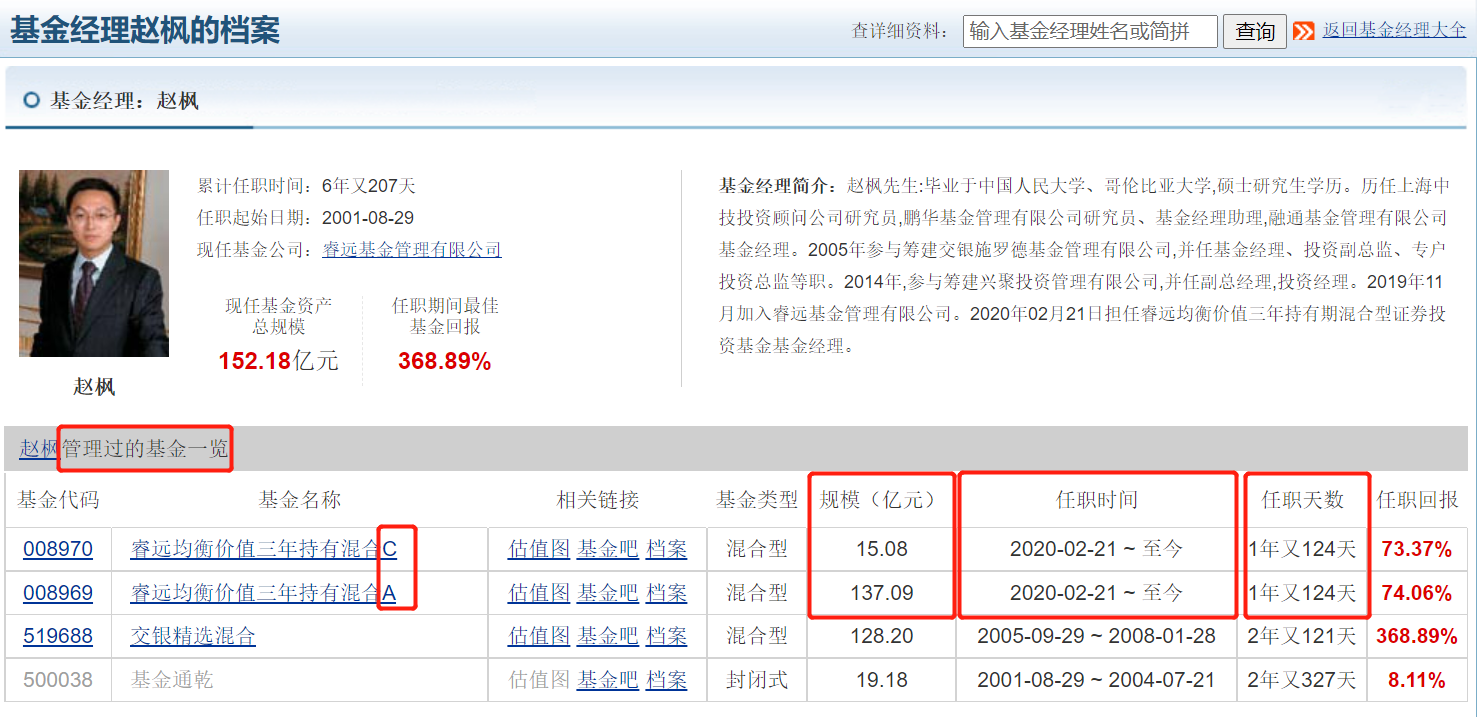 基金经理赵枫的档案
查详细资料： 输入基金经理姓名或简拼 查询 返回基金经理大全
基金经理：赵枫
累计任职时间：6年又207天
任职起始日期：2001-08-29
现任基金公司：睿远基金管理有限公司
现任基金资产
总规模
152.18亿元
任职期间最佳
基金回报
368.89%
赵枫
基金经理简介：赵枫先生:毕业于中国人民大学、哥伦比亚大学,硕士研究生学历。历任上海中
技投资顾问公司研究员,鹏华基金管理有限公司研究员、基金经理助理,融通基金管理有限公司
基金经理。2005年参与筹建交银施罗德基金管理有限公司,并任基金经理、投资副总监、专户
投资总监等职。2014年,参与筹建兴聚投资管理有限公司,并任副总经理,投资经理。2019年11
月加入睿远基金管理有限公司。2020年02月21日担任睿远均衡价值三年持有期混合型证券投
资基金基金经理。
赵枫管理过的基金一览
基金代码 基金名称 相关链接 基金类型 规模（亿元） 任职时间 任职天数 任职回报
008970 睿远均衡价值三年持有混合C 估值图 基金吧 档案 混合型 15.08 2020-02-21 ~ 至今 1年又124天 73.37%
008969 睿远均衡价值三年持有混合A 估值图 基金吧 档案 混合型 137.09 2020-02-21 ~ 至今 1年又124天 74.06%
519688 交银精选混合 估值图 基金吧 档案 混合型 128.20 2005-09-29 ~ 2008-01-28 2年又121天 368.89%
500038 基金通乾 估值图 基金吧 档案 封闭式 19.18 2001-08-29 ~ 2004-07-21 2年又327天 8.11%